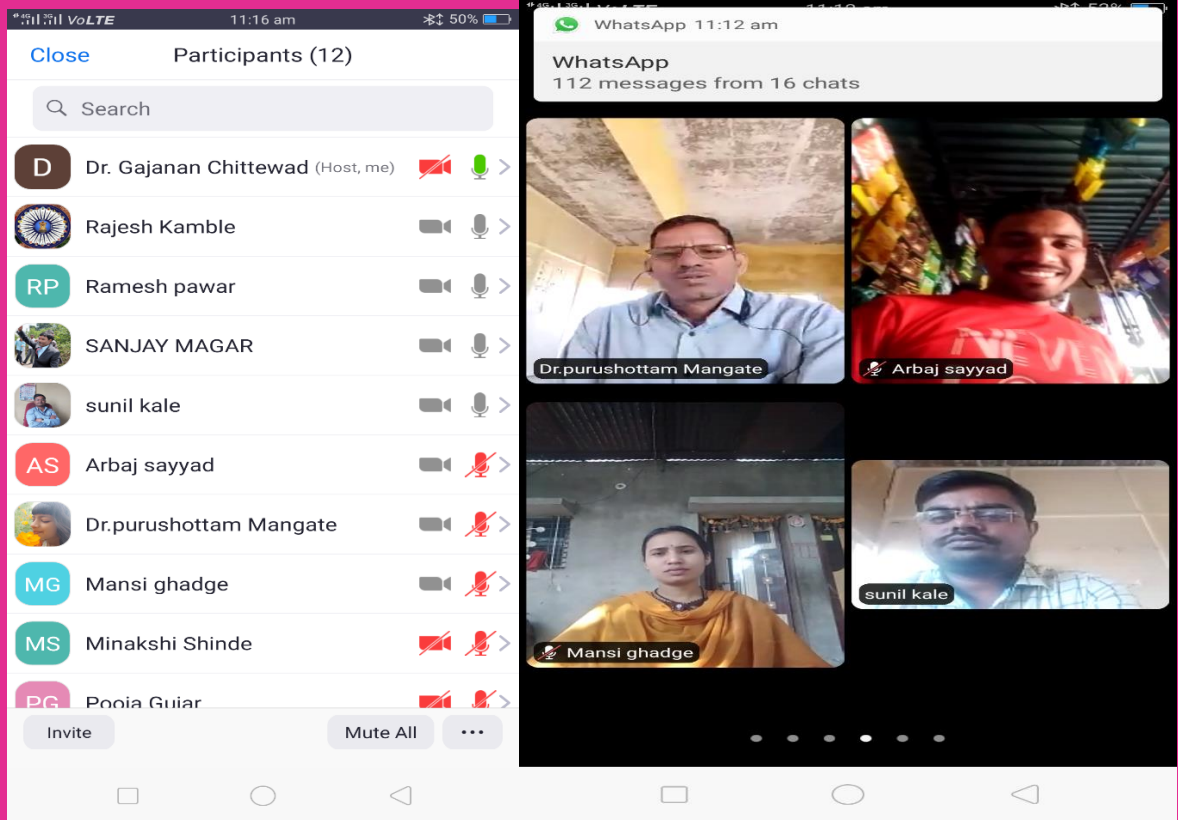 VoLTE 11:16 am 50%
Close Participants (12)
Search
D Dr. Gajanan Chittewad (Host, me)
Rajesh Kamble
RP Ramesh pawar
SANJAY MAGAR
sunil kale
AS Arbaj sayyad
Dr.purushottam Mangate
MG Mansi ghadge
MS Minakshi Shinde
PG Pooja Gujar
Invite Mute All ...
WhatsApp 11:12 am
WhatsApp
112 messages from 16 chats
Dr.purushottam Mangate
Arbaj sayyad
NEVER
Mansi ghadge
sunil kale